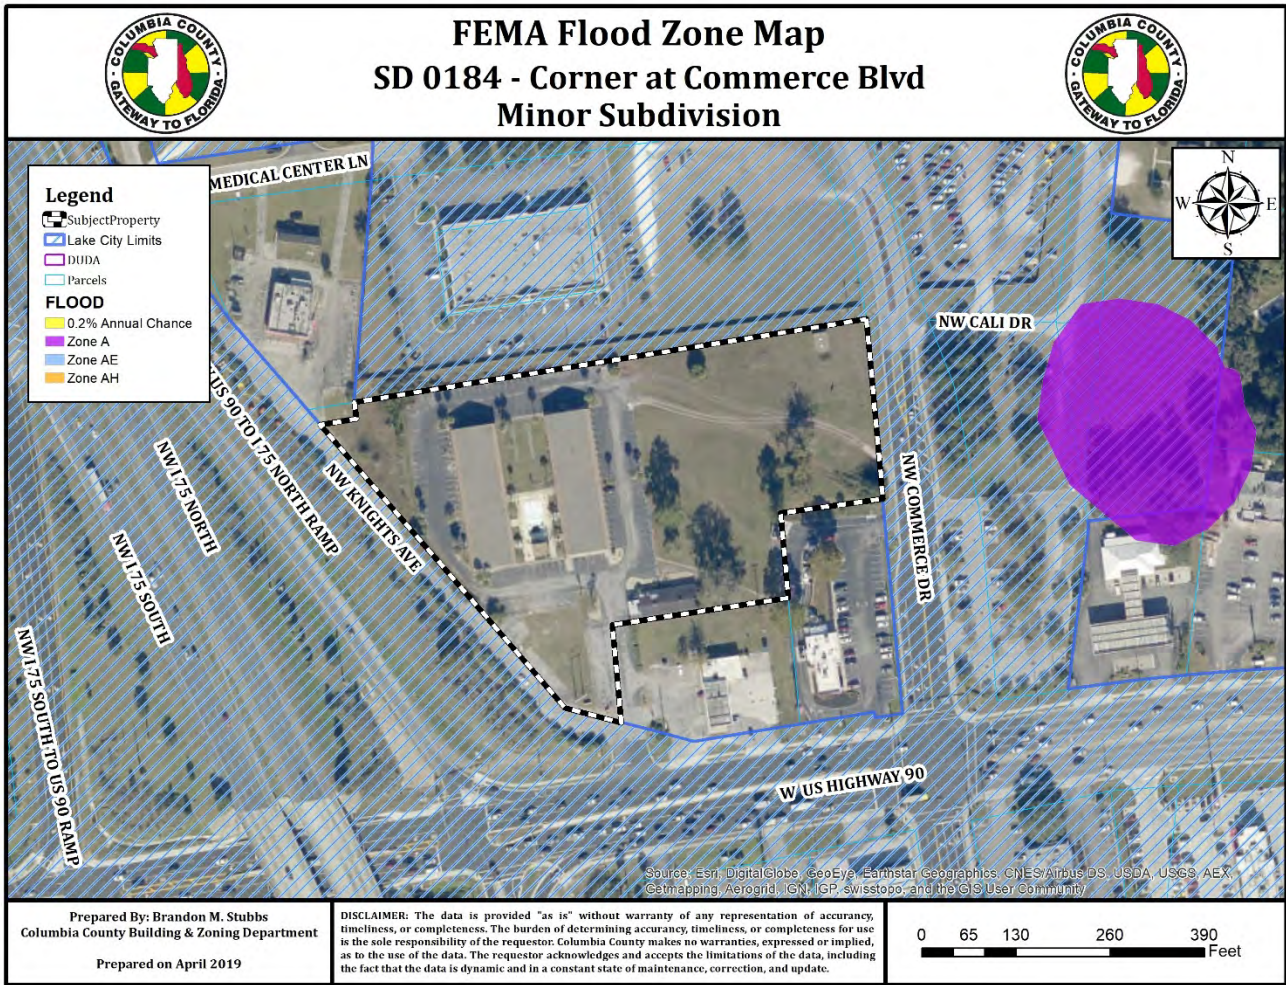 FEMA Flood Zone Map
SD 0184 - Corner at Commerce Blvd
Minor Subdivision
COLUMBIA COUNTY
GATEWAY TO FLORIDA
COLUMBIA COUNTY
GATEWAY TO FLORIDA
Legend
SubjectProperty
Lake City Limits
DUDA
Parcels
FLOOD
0.2% Annual Chance
Zone A
Zone AE
Zone AH
MEDICAL CENTER LN
N
W E
S
NW CALI DR
US 90 TO I 75 NORTH RAMP
NW I 75 NORTH
NW KNIGHTS AVE
NW COMMERCE DR
NW I 75 SOUTH
NW I 75 SOUTH TO US 90 RAMP
W US HIGHWAY 90
Source: Esri, DigitalGlobe, GeoEye, Earthstar Geographics, CNES/Airbus DS, USDA, USGS, AEX,
Getmapping, Aerogrid, IGN, IGP, swisstopo, and the GIS User Community
Prepared By: Brandon M. Stubbs
Columbia County Building & Zoning Department
Prepared on April 2019
DISCLAIMER: The data is provided "as is" without warranty of any representation of accurancy,
timeliness, or completeness. The burden of determining accuracy, timeliness, or completeness for use
is the sole responsibility of the requestor. Columbia County makes no warranties, expressed or implied,
as to the use of the data. The requestor acknowledges and accepts the limitations of the data, including
the fact that the data is dynamic and in a constant state of maintenance, correction, and update.
0 65 130 260 390
Feet